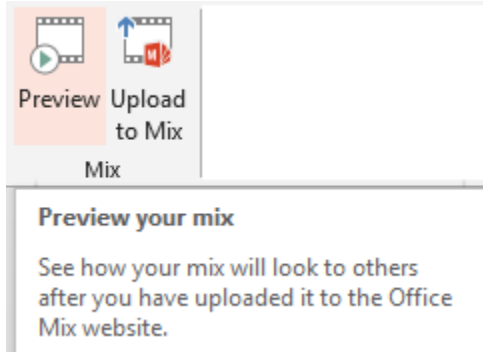 Preview Upload
to Mix
Mix
Preview your mix
See how your mix will look to others
after you have uploaded it to the Office
Mix website.